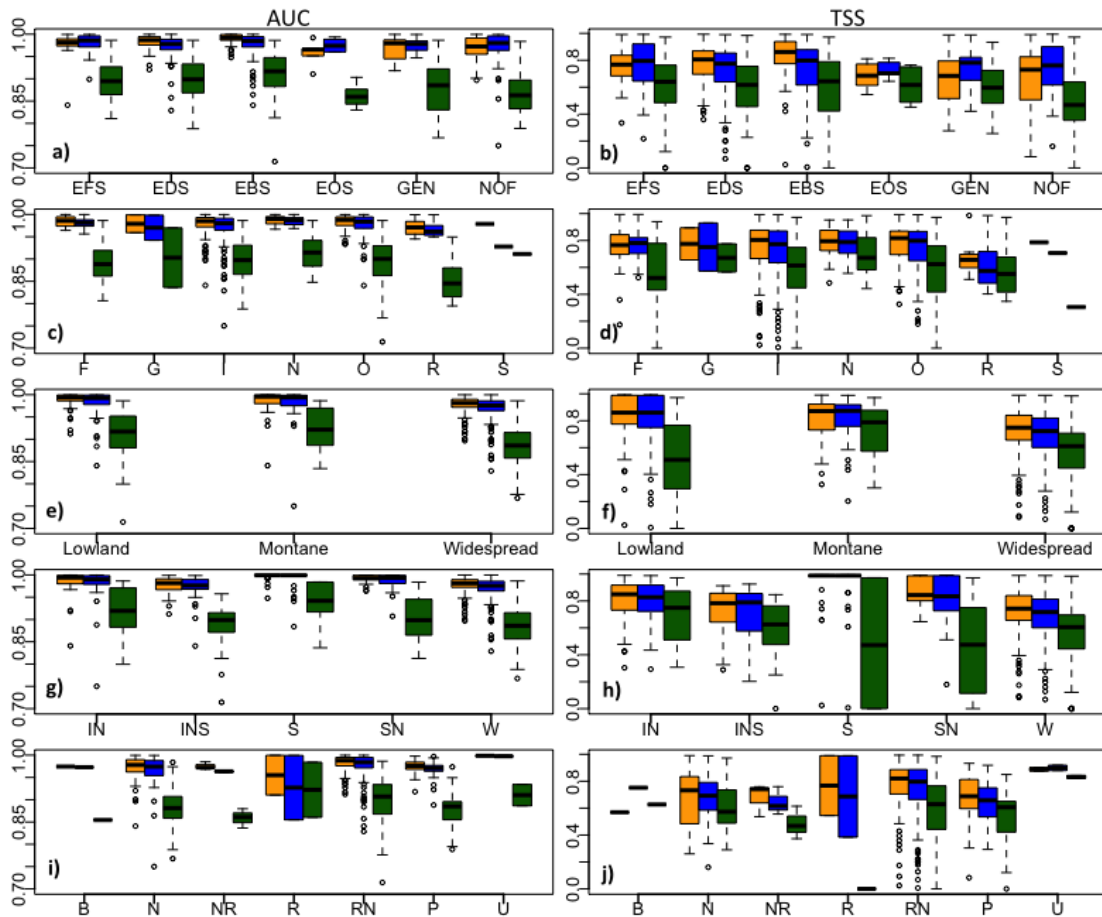 AUC
TSS
1.00
0.85
0.70
a)
EFS EDS EBS EOS GEN NOF
0.8
0.4
0.0
b)
EFS EDS EBS EOS GEN NOF
1.00
0.85
0.70
c)
F G I N O R S
0.8
0.4
0.0
d)
F G I N O R S
1.00
0.85
0.70
e)
Lowland Montane Widespread
0.8
0.4
0.0
f)
Lowland Montane Widespread
1.00
0.85
0.70
g)
IN INS S SN W
0.8
0.4
0.0
h)
IN INS S SN W
1.00
0.85
0.70
i)
B N NR R RN P U
0.8
0.4
0.0
j)
B N NR R RN P U